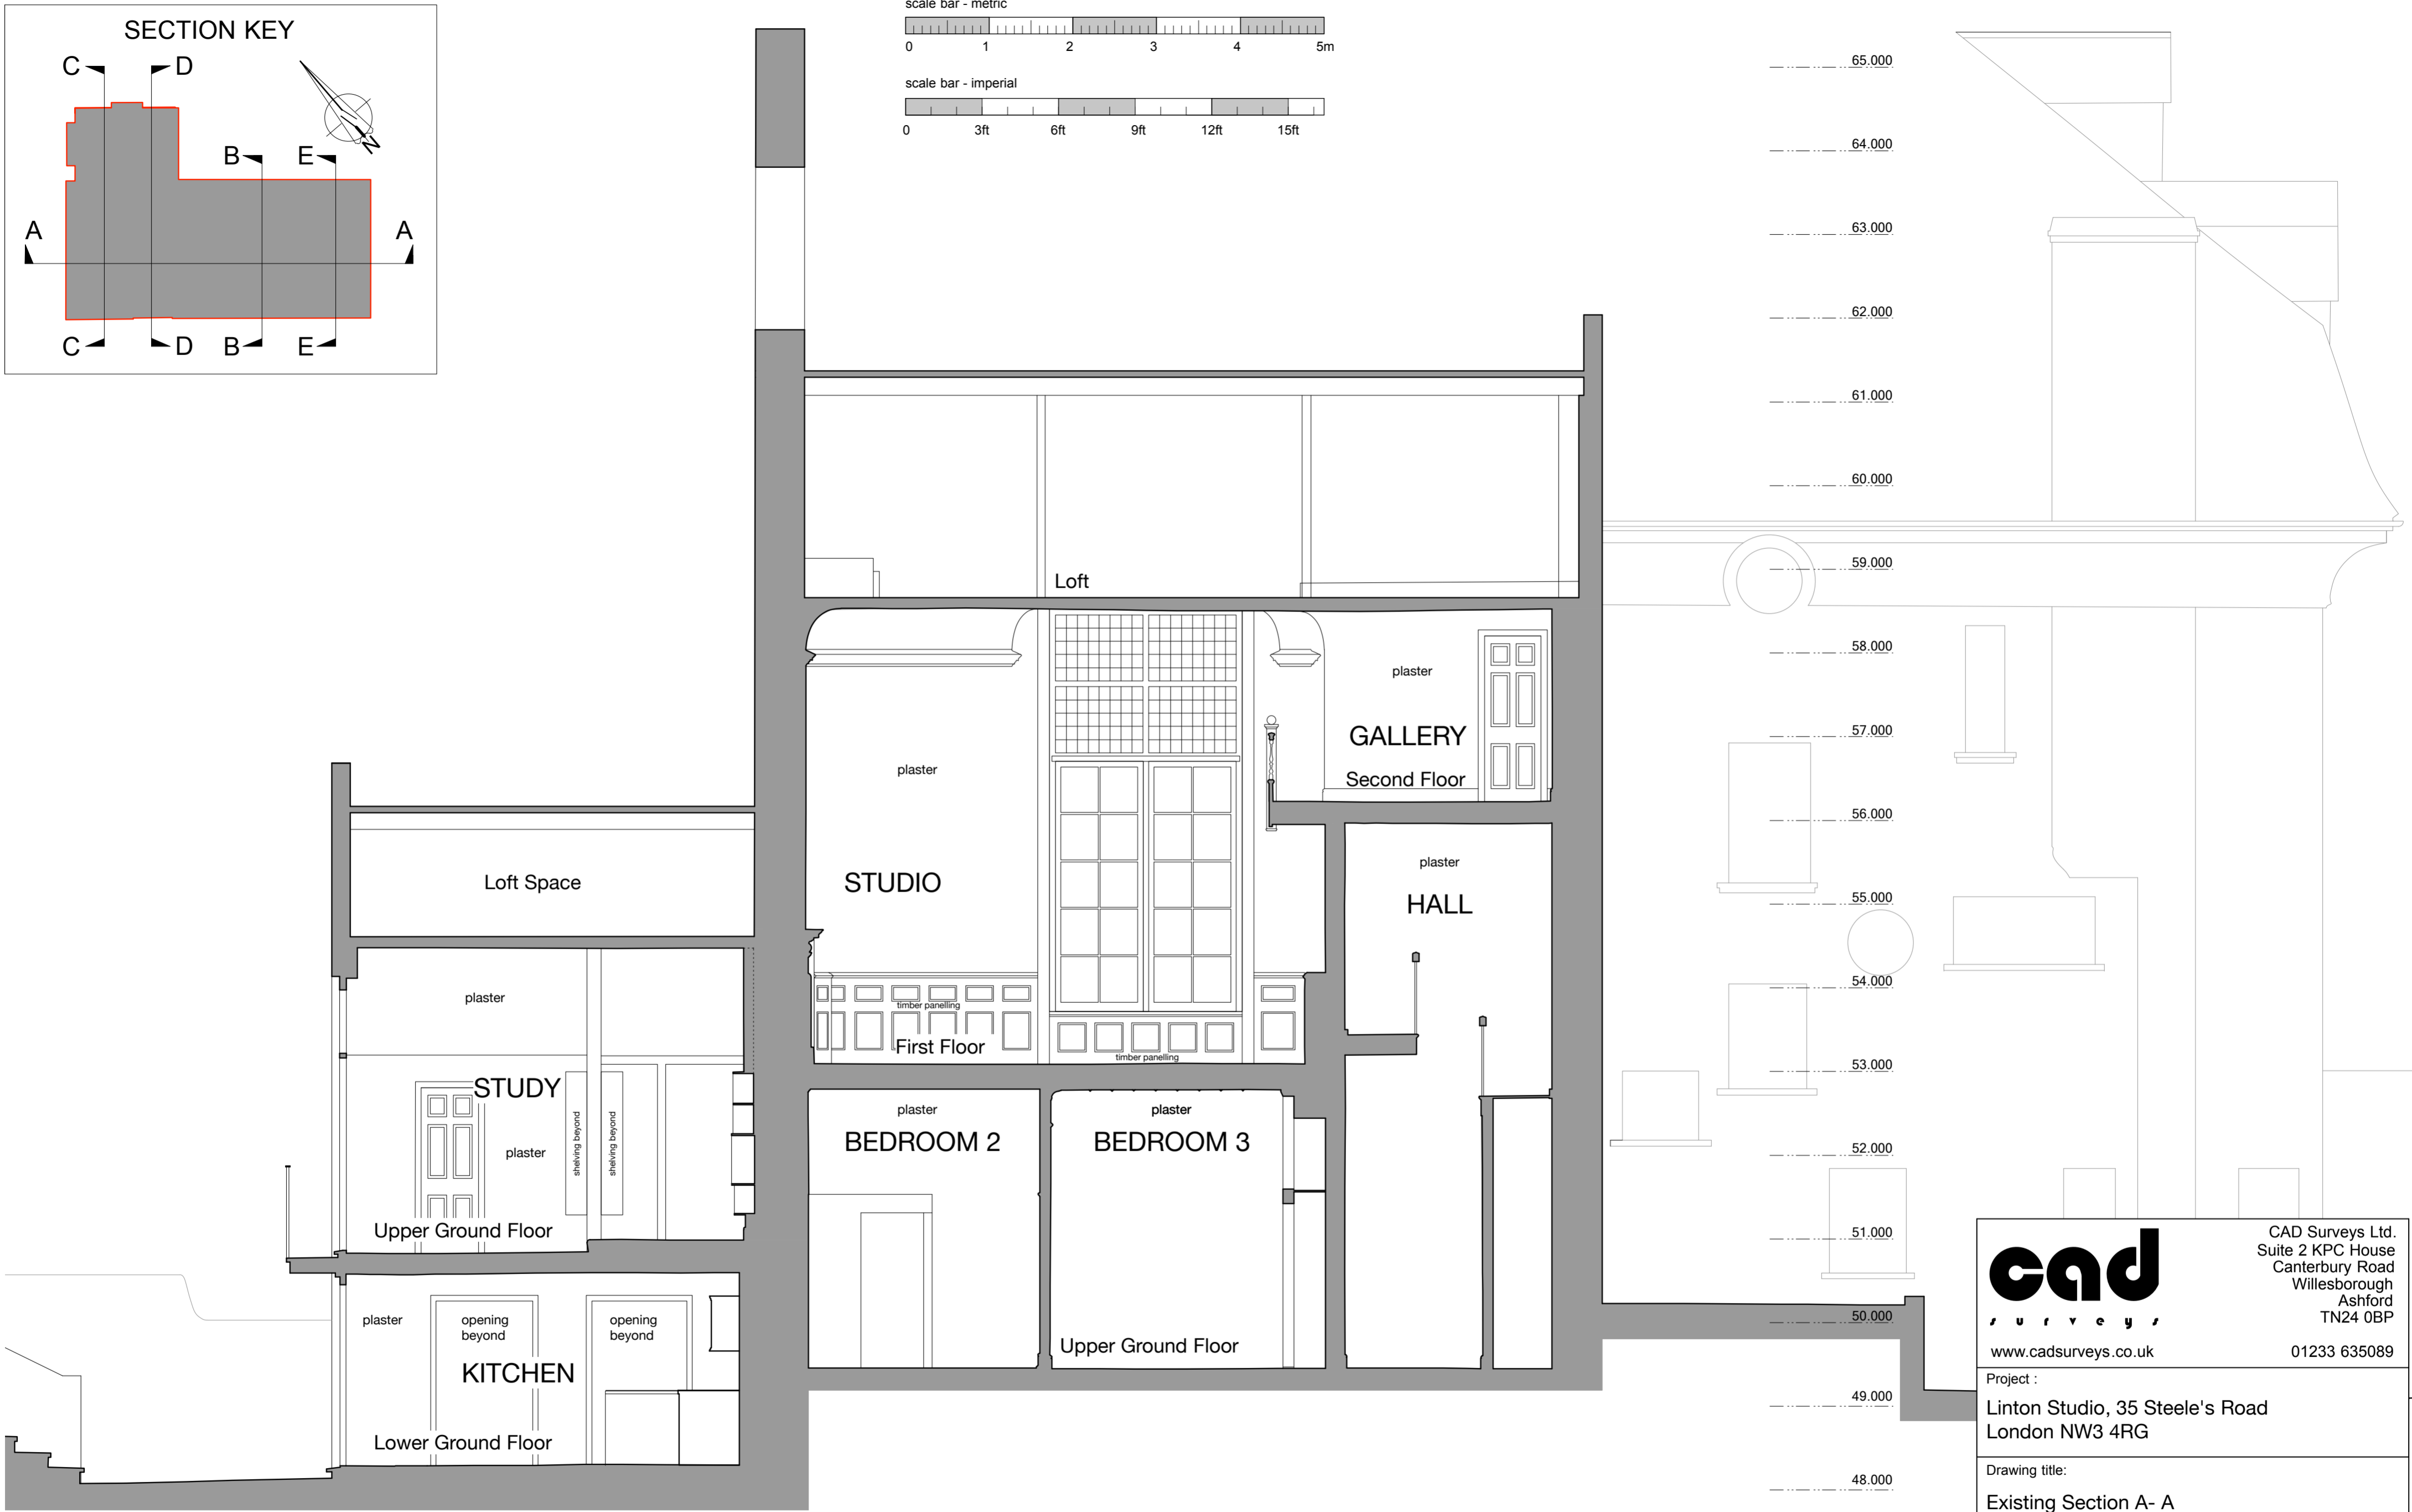 SECTION KEY
C
D
B
E
A
A
C
D
B
E
N
scale bar - metric
0 1 2 3 4 5m
scale bar - imperial
0 3ft 6ft 9ft 12ft 15ft
65.000
64.000
63.000
62.000
61.000
60.000
59.000
58.000
57.000
56.000
55.000
54.000
53.000
52.000
51.000
50.000
49.000
48.000
Loft
plaster
GALLERY
Second Floor
plaster
STUDIO
plaster
HALL
timber panelling
First Floor
timber panelling
Loft Space
plaster
STUDY
plaster
shelving beyond
shelving beyond
Upper Ground Floor
plaster
BEDROOM 2
plaster
BEDROOM 3
Upper Ground Floor
plaster
opening
beyond
opening
beyond
KITCHEN
Lower Ground Floor
cad
surveys
www.cadsurveys.co.uk
CAD Surveys Ltd.
Suite 2 KPC House
Canterbury Road
Willesborough
Ashford
TN24 0BP
01233 635089
Project :
Linton Studio, 35 Steele's Road
London NW3 4RG
Drawing title:
Existing Section A- A